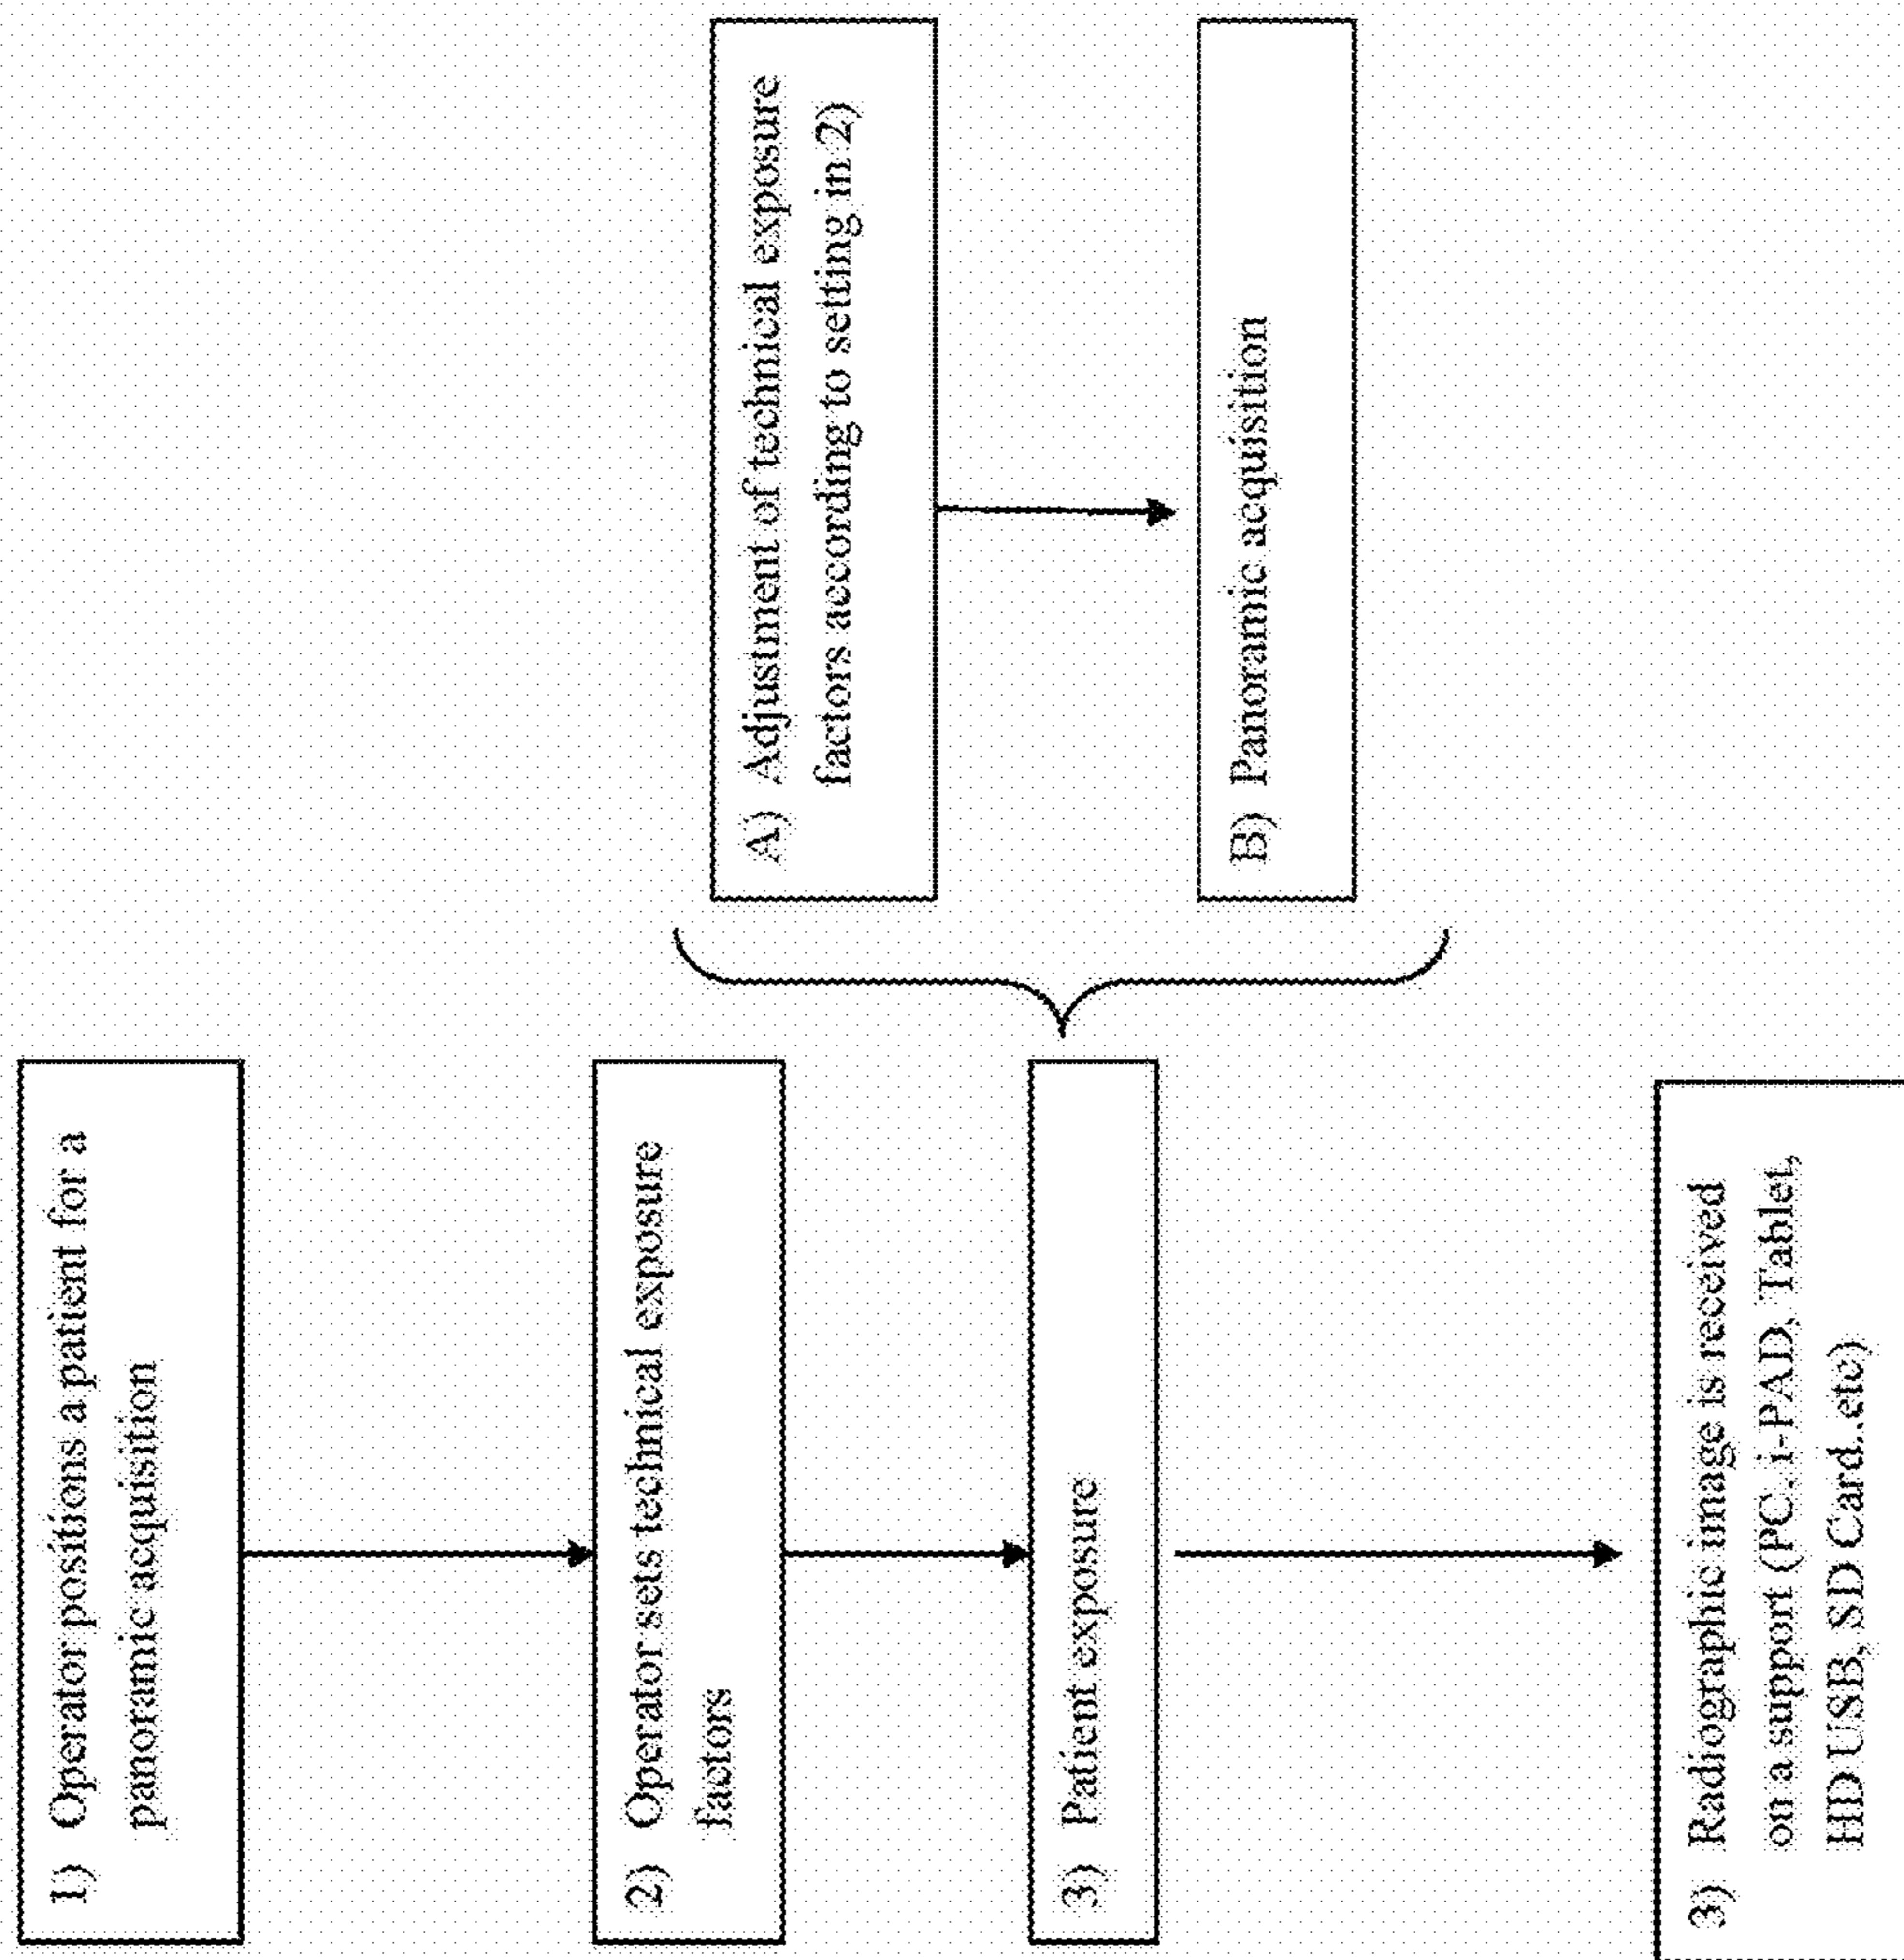 1) Operator positions a patient for a
panoramic acquisition
2) Operator sets technical exposure
factors
3) Patient exposure
A) Adjustment of technical exposure
factors according to setting in 2)
B) Panoramic acquisition
3) Radiographic image is received
on a support (PC, i-PAD, Tablet,
HD USB, SD Card..etc)